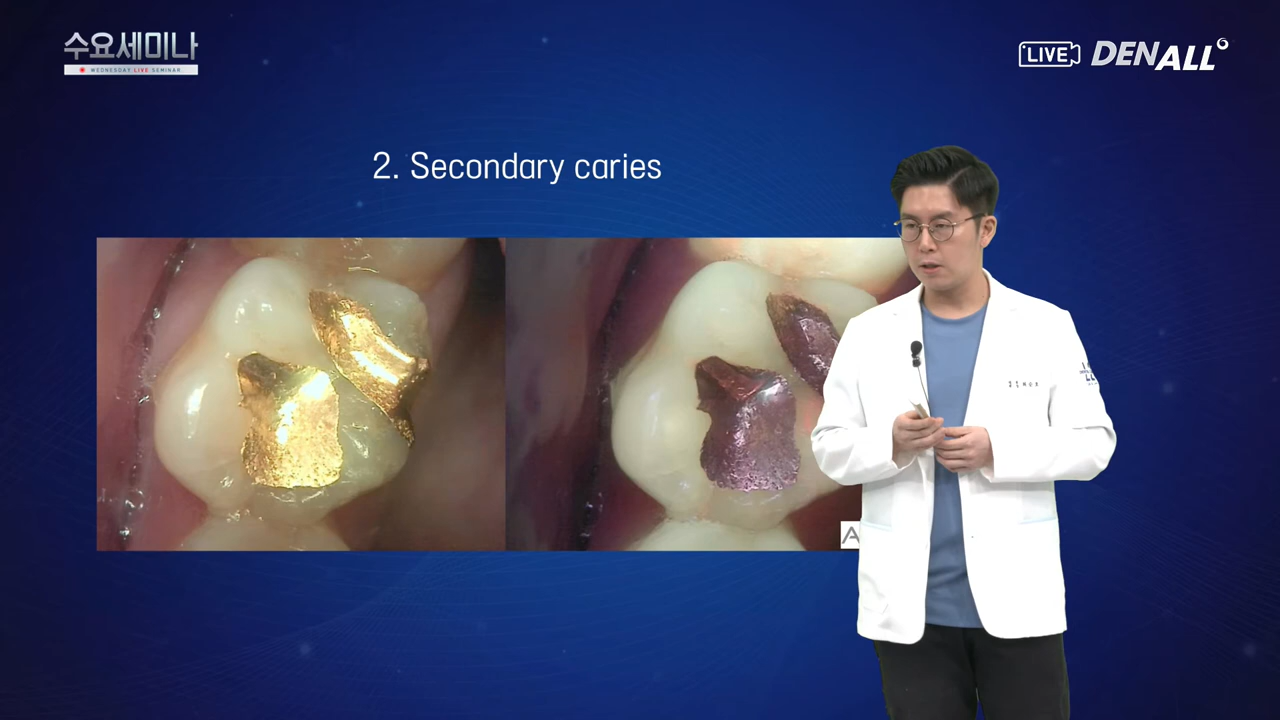 수요세미나
WEDNESDAY LIVE SEMINAR
LIVE
DENALL
2. Secondary caries